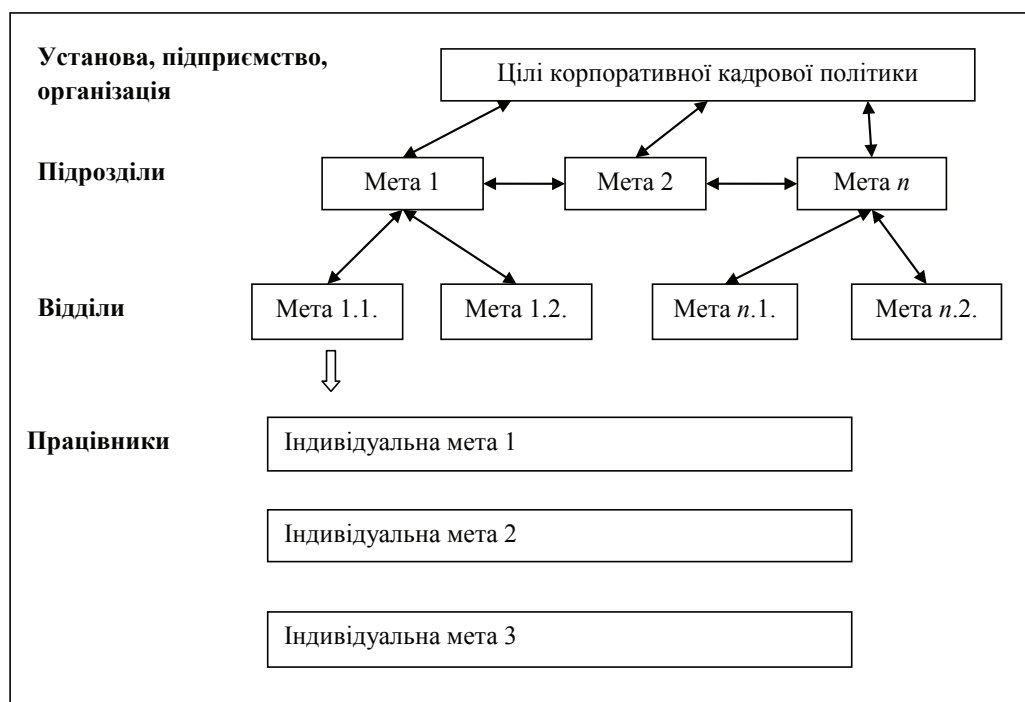 Установа, підприємство,
організація
Цілі корпоративної кадрової політики
Підрозділи
Мета 1
Мета 2
Мета n
Відділи
Мета 1.1.
Мета 1.2.
Мета n.1.
Мета n.2.
Працівники
Індивідуальна мета 1
Індивідуальна мета 2
Індивідуальна мета 3